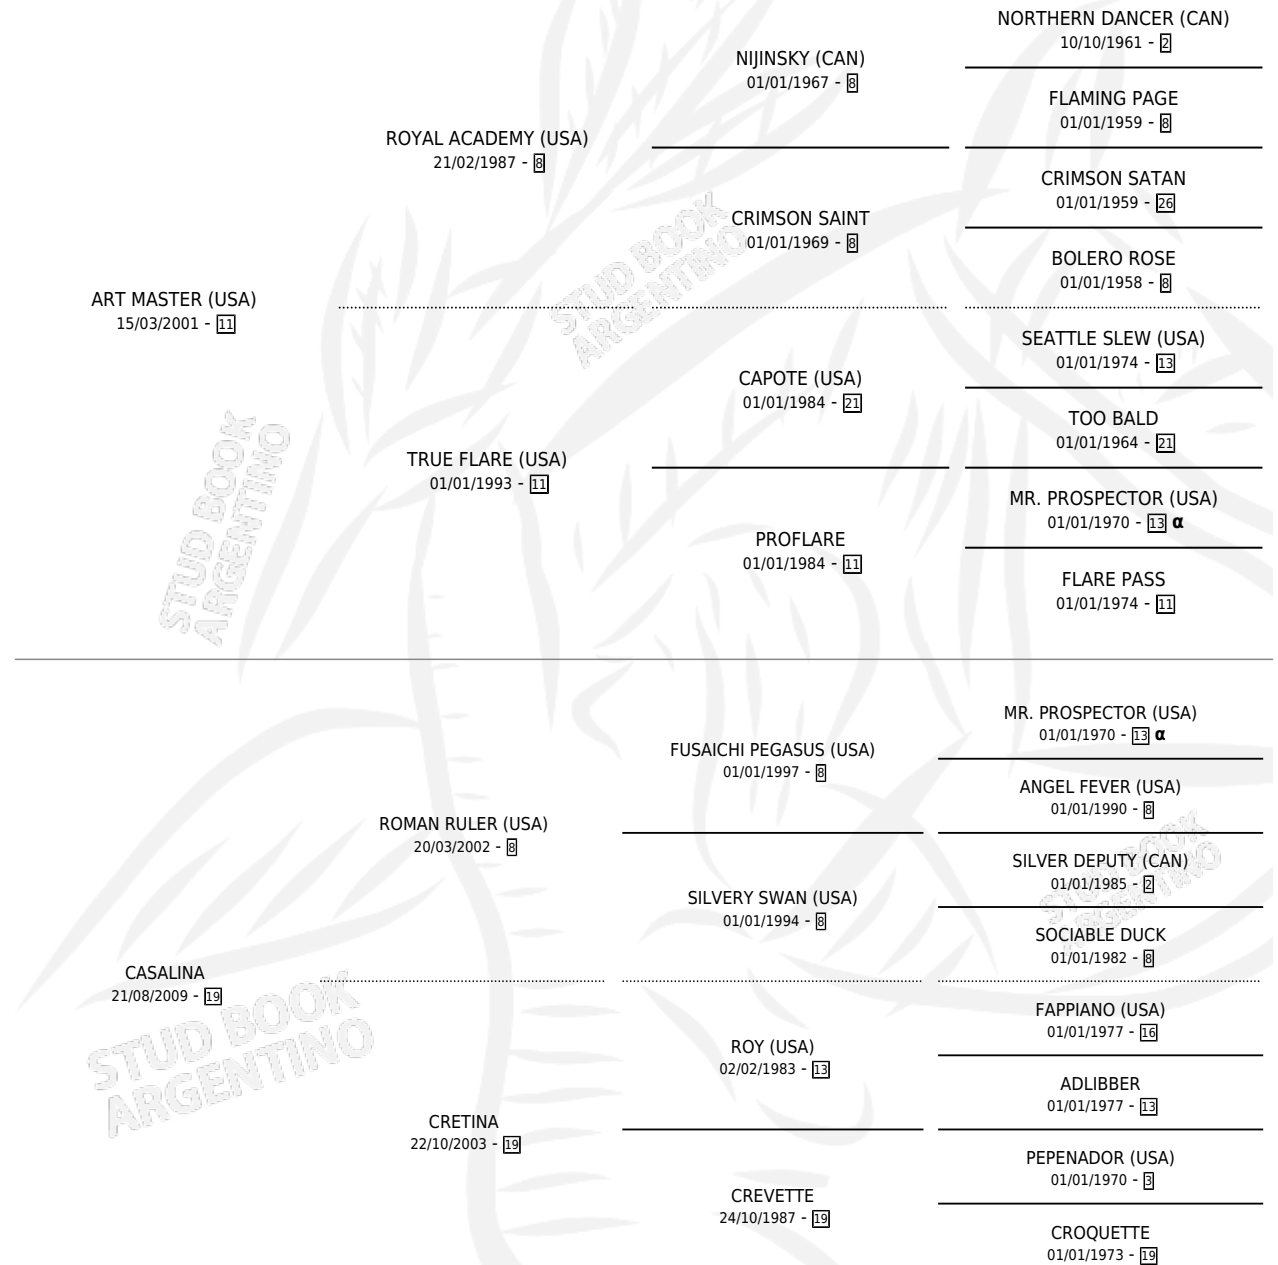 NORTHERN DANCER (CAN)
10/10/1961 - 2
NIJINSKY (CAN)
01/01/1967 - 8
FLAMING PAGE
01/01/1959 - 8
ROYAL ACADEMY (USA)
21/02/1987 - 8
CRIMSON SATAN
01/01/1959 - 26
CRIMSON SAINT
01/01/1969 - 8
BOLERO ROSE
01/01/1958 - 8
ART MASTER (USA)
15/03/2001 - 11
SEATTLE SLEW (USA)
01/01/1974 - 13
CAPOTE (USA)
01/01/1984 - 21
TOO BALD
01/01/1964 - 21
TRUE FLARE (USA)
01/01/1993 - 11
MR. PROSPECTOR (USA)
01/01/1970 - 13 α
PROFLARE
01/01/1984 - 11
FLARE PASS
01/01/1974 - 11
MR. PROSPECTOR (USA)
01/01/1970 - 13 α
FUSAICHI PEGASUS (USA)
01/01/1997 - 8
ANGEL FEVER (USA)
01/01/1990 - 8
ROMAN RULER (USA)
20/03/2002 - 8
SILVER DEPUTY (CAN)
01/01/1985 - 2
SILVERY SWAN (USA)
01/01/1994 - 8
SOCIABLE DUCK
01/01/1982 - 8
CASALINA
21/08/2009 - 19
FAPPIANO (USA)
01/01/1977 - 16
ROY (USA)
02/02/1983 - 13
ADLIBBER
01/01/1977 - 13
CRETINA
22/10/2003 - 19
PEPENADOR (USA)
01/01/1970 - 3
CREVETTE
24/10/1987 - 19
CROQUETTE
01/01/1973 - 19
STUD BOOK
ARGENTINO
STUD BOOK
ARGENTINO
STUD BOOK
ARGENTINO
STUD BOOK
ARGENTINO